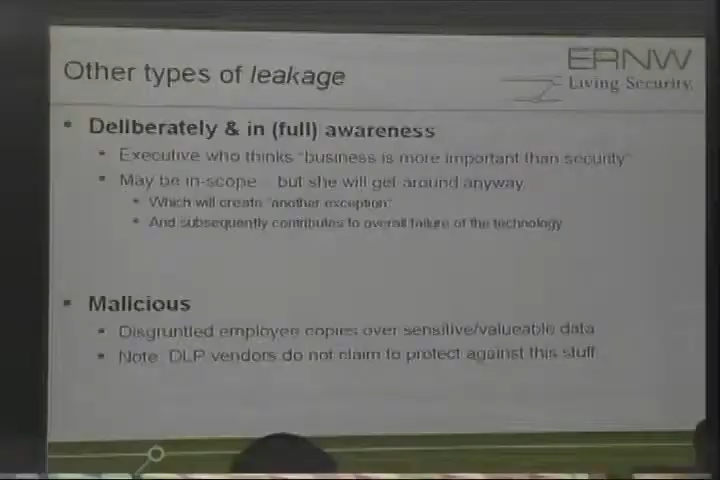 ERNW
Other types of leakage
Living Security.
Deliberately & in (full) awareness
Executive who thinks "business is more important than security"
May be in-scope... but she will get around anyway.
Which will create "another exception"
And subsequently contributes to overall failure of the technology
Malicious
Disgruntled employee copies over sensitive/valueable data
Note: DLP vendors do not claim to protect against this stuff.